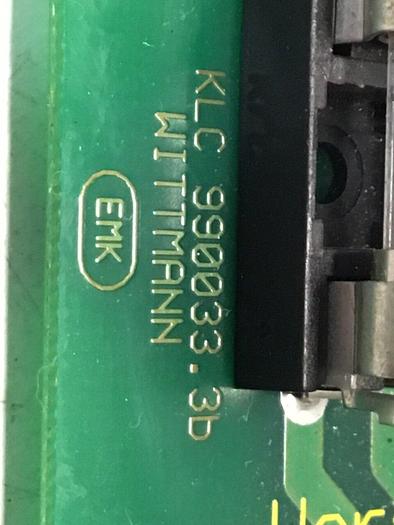 KLC 990033.3b
WITTMANN
EMK